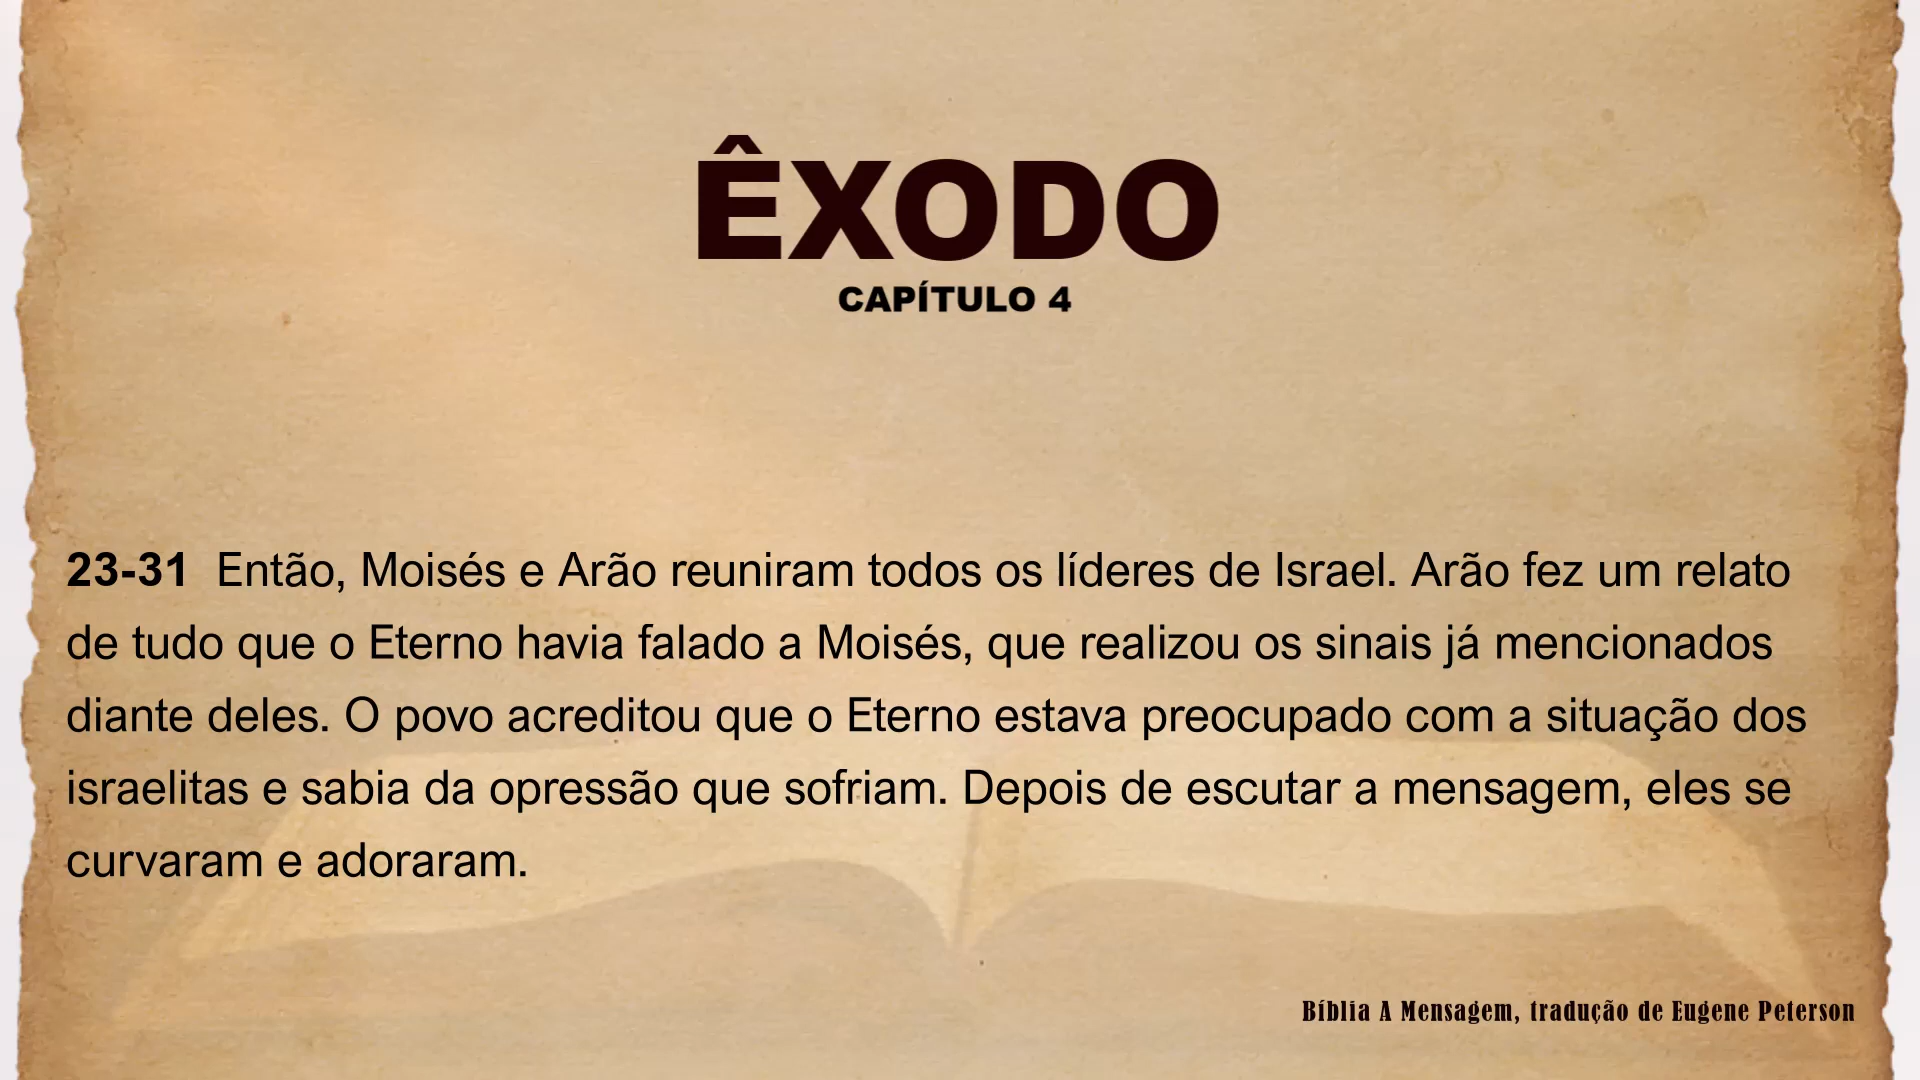 ÊXODO
CAPÍTULO 4
23-31 Então, Moisés e Arão reuniram todos os líderes de Israel. Arão fez um relato
de tudo que o Eterno havia falado a Moisés, que realizou os sinais já mencionados
diante deles. O povo acreditou que o Eterno estava preocupado com a situação dos
israelitas e sabia da opressão que sofriam. Depois de escutar a mensagem, eles se
curvaram e adoraram.
Bíblia A Mensagem, tradução de Eugene Peterson